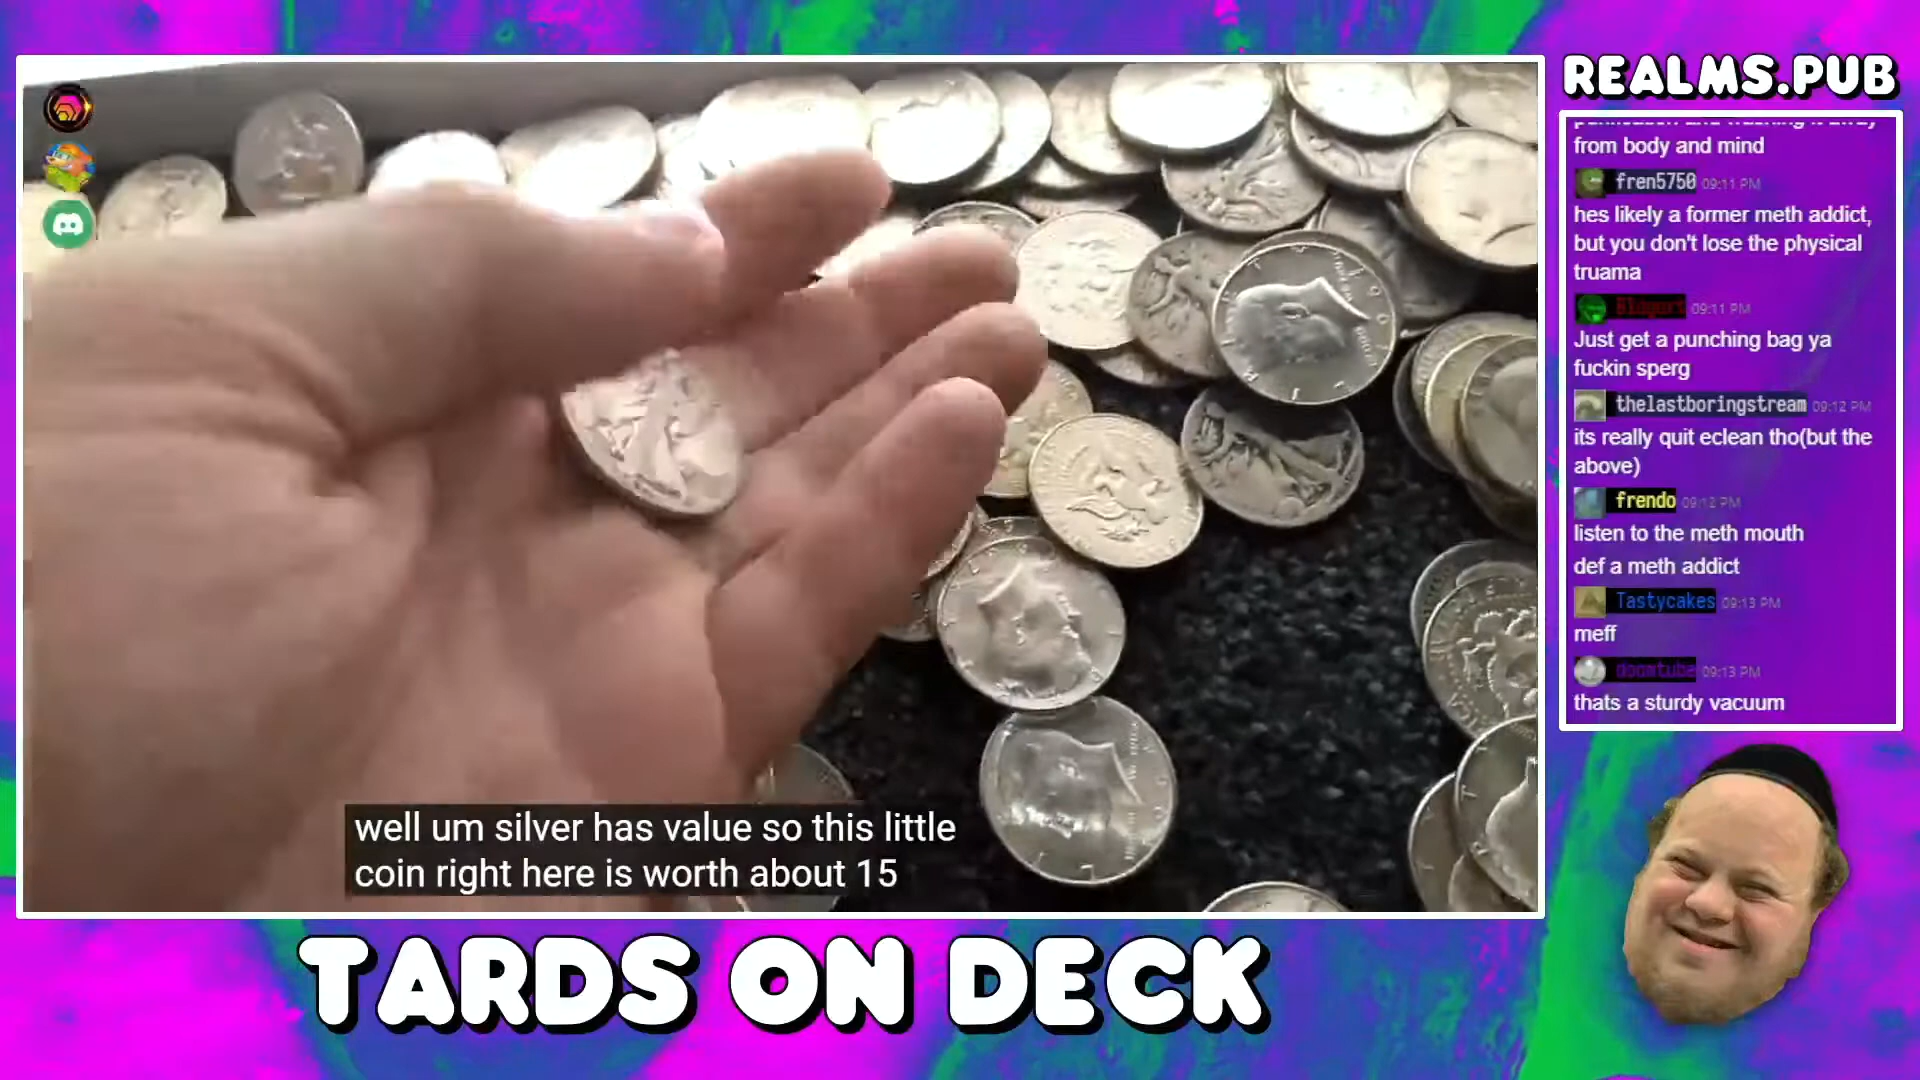 REALMS.PUB
from body and mind
fren5750 09:11 PM
hes likely a former meth addict,
but you don't lose the physical
truama
09:11 PM
Just get a punching bag ya
fuckin sperg
thelastboringstream 09:12 PM
its really quit eclean tho(but the
above)
frendo 09:12 PM
listen to the meth mouth
def a meth addict
Tastycakes 09:13 PM
meff
doomtube 09:13 PM
thats a sturdy vacuum
well um silver has value so this little
coin right here is worth about 15
TARDS ON DECK